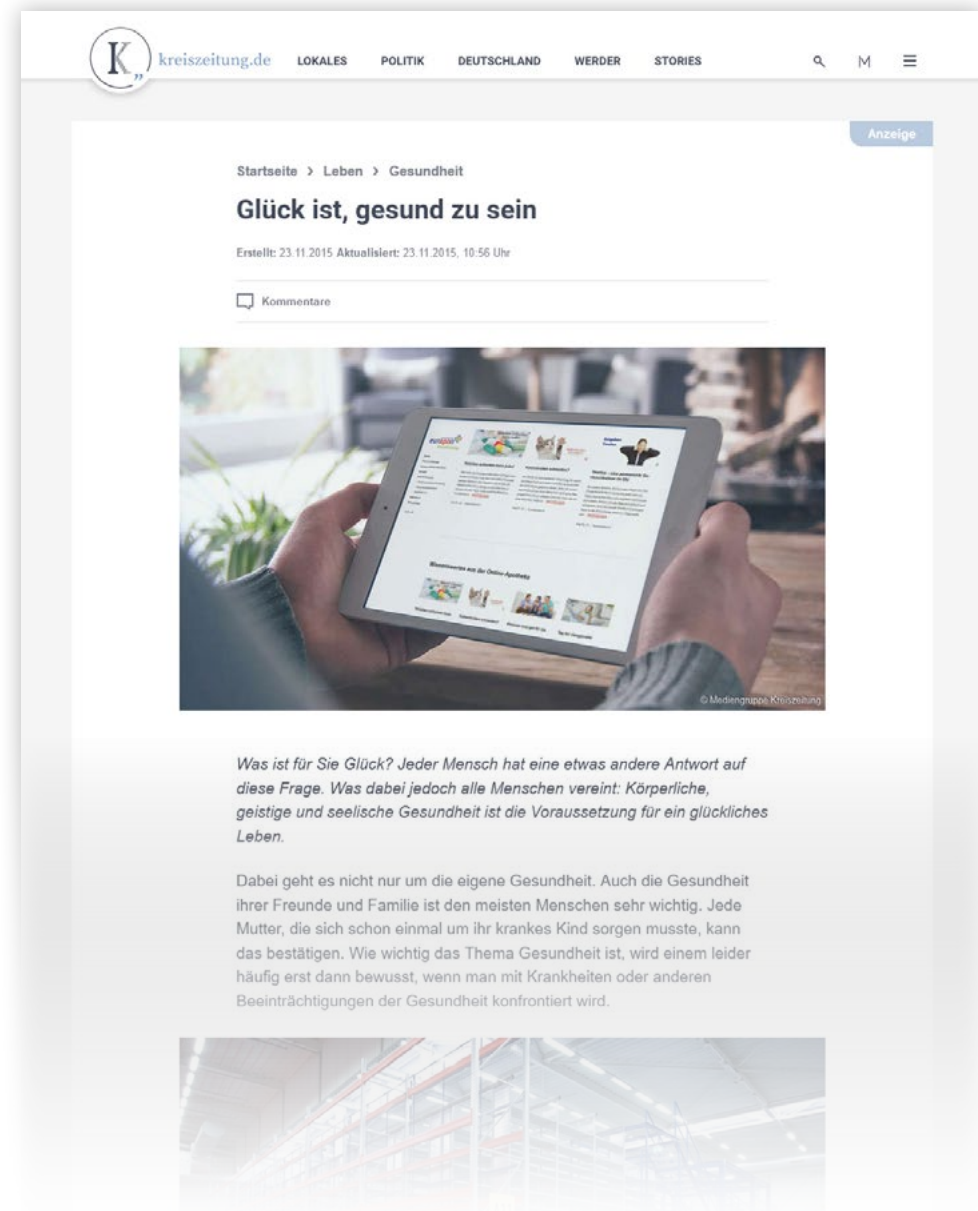 K„
kreiszeitung.de LOKALES POLITIK DEUTSCHLAND WERDER STORIES M
Anzeige
Startseite > Leben > Gesundheit
Glück ist, gesund zu sein
Erstellt: 23.11.2015 Aktualisiert: 23.11.2015, 10:56 Uhr
Kommentare
Wissenswertes aus der Online-Apotheke
© Mediengruppe Kreiszeitung
Was ist für Sie Glück? Jeder Mensch hat eine etwas andere Antwort auf
diese Frage. Was dabei jedoch alle Menschen vereint: Körperliche,
geistige und seelische Gesundheit ist die Voraussetzung für ein glückliches
Leben.
Dabei geht es nicht nur um die eigene Gesundheit. Auch die Gesundheit
ihrer Freunde und Familie ist den meisten Menschen sehr wichtig. Jede
Mutter, die sich schon einmal um ihr krankes Kind sorgen musste, kann
das bestätigen. Wie wichtig das Thema Gesundheit ist, wird einem leider
häufig erst dann bewusst, wenn man mit Krankheiten oder anderen
Beeinträchtigungen der Gesundheit konfrontiert wird.